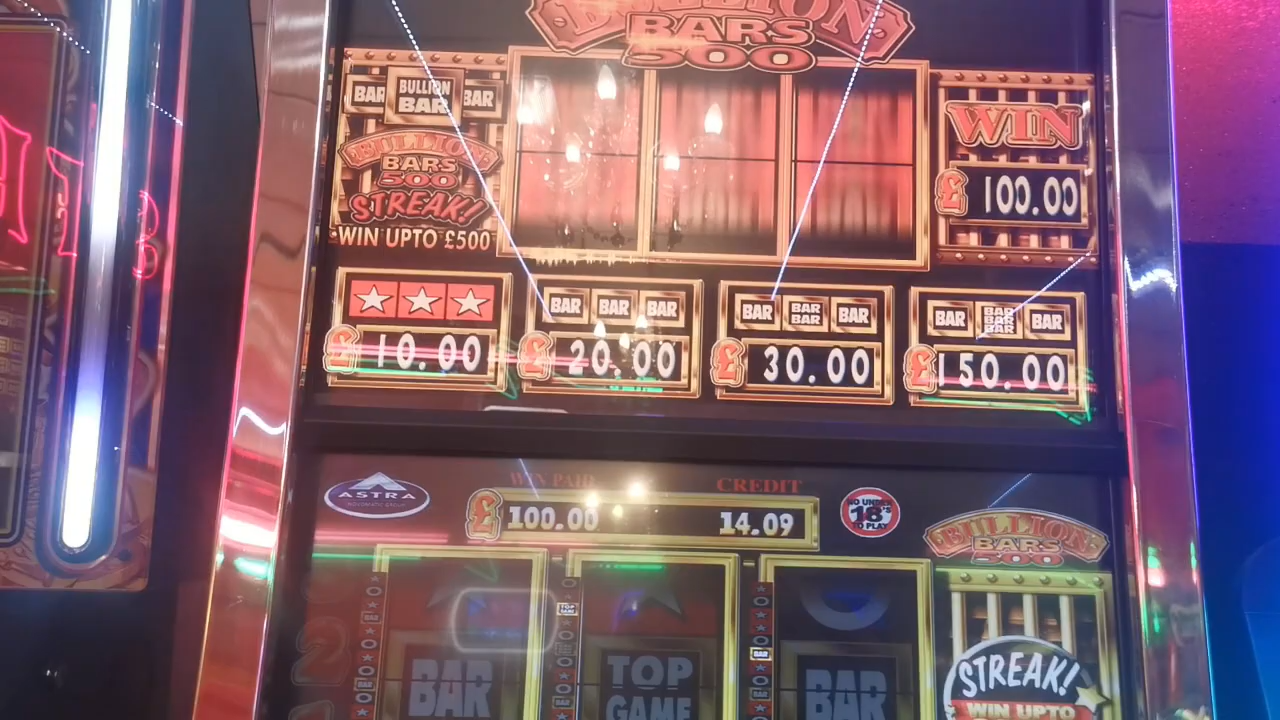 BULLION
BARS
500
BAR BULLION BAR BAR
BULLION
BARS
500
STREAK!
WIN UPTO £500
WIN
£ 100.00
£ 10.00
BAR BAR BAR
£ 20.00
BAR BAR BAR BAR
£ 30.00
BAR BAR BAR BAR BAR
£ 150.00
ASTRA
WIN PAID
CREDIT
£ 100.00
14.09
NO UNDER
18'S
TO PLAY
BULLION
BARS
500
BAR
TOP
GAME
BAR
STREAK!
WIN UPTO